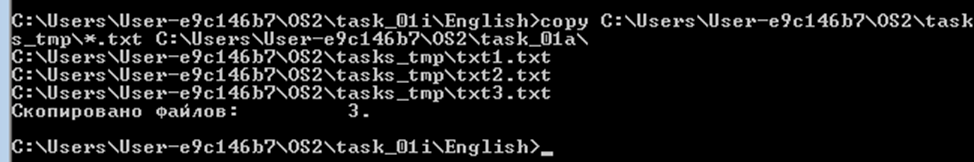 C:\Users\User-e9c146b7\OS2\task_01i\English>copy C:\Users\User-e9c146b7\OS2\task
s_tmp\*.txt C:\Users\User-e9c146b7\OS2\task_01a\
C:\Users\User-e9c146b7\OS2\tasks_tmp\txt1.txt
C:\Users\User-e9c146b7\OS2\tasks_tmp\txt2.txt
C:\Users\User-e9c146b7\OS2\tasks_tmp\txt3.txt
Скопировано файлов:         3.
C:\Users\User-e9c146b7\OS2\task_01i\English>_